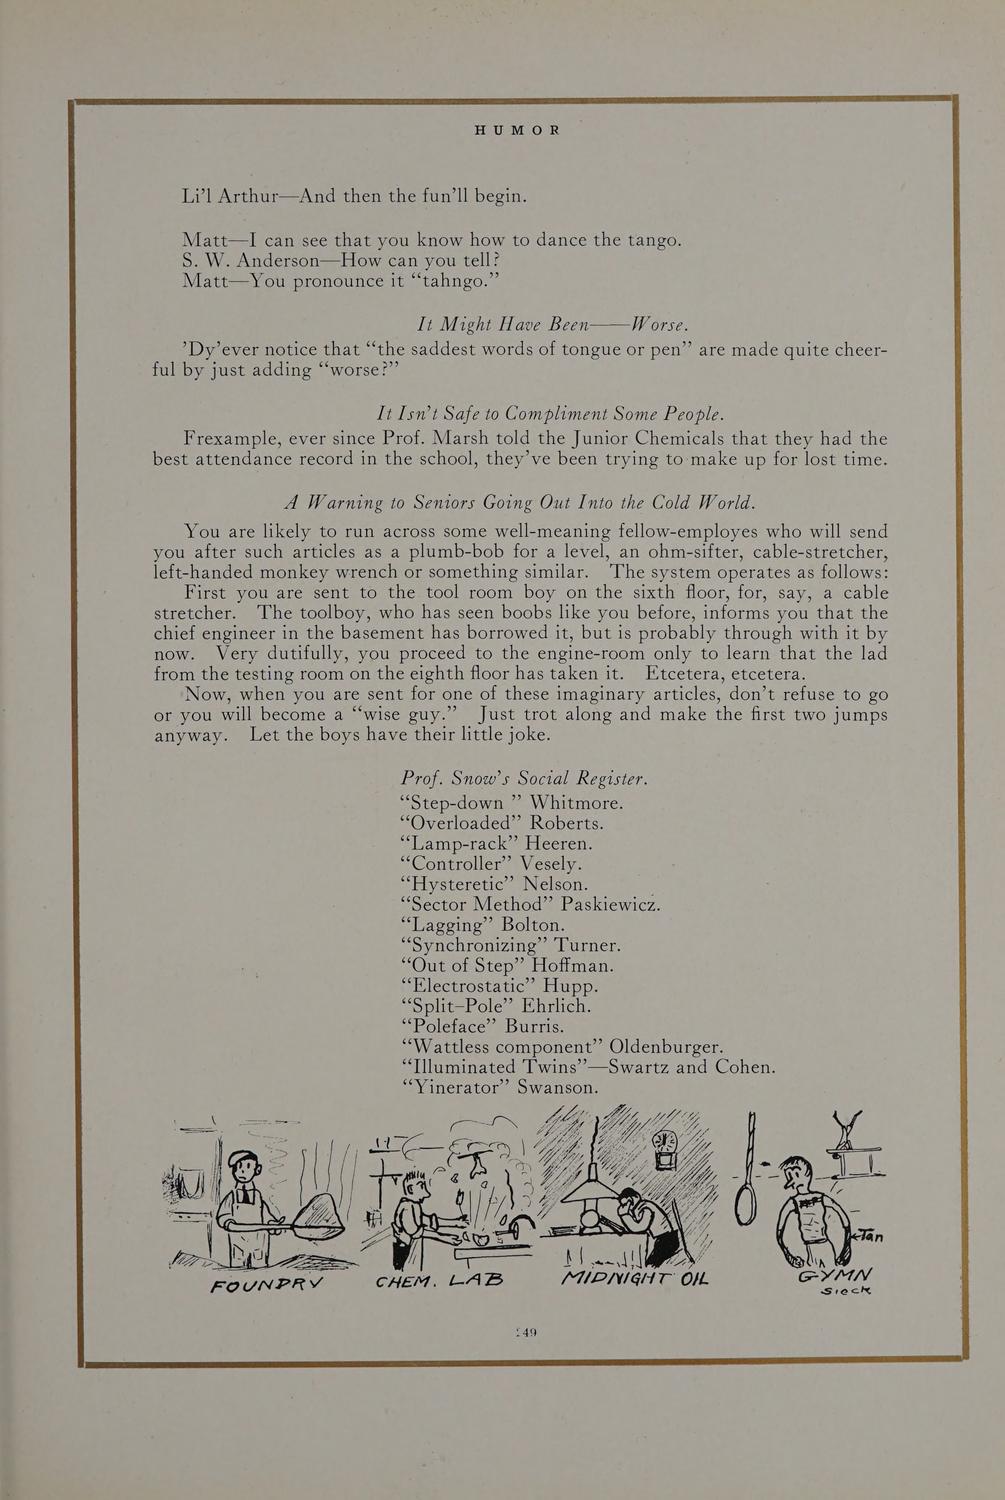 HUMOR
Li'l Arthur—And then the fun'll begin.
Matt—I can see that you know how to dance the tango.
S. W. Anderson—How can you tell?
Matt—You pronounce it “tahngo.”
It Might Have Been——Worse.
’Dy’ever notice that “the saddest words of tongue or pen” are made quite cheer-
ful by just adding “worse?”
It Isn’t Safe to Compliment Some People.
Frexample, ever since Prof. Marsh told the Junior Chemicals that they had the
best attendance record in the school, they’ve been trying to make up for lost time.
A Warning to Seniors Going Out Into the Cold World.
You are likely to run across some well-meaning fellow-employes who will send
you after such articles as a plumb-bob for a level, an ohm-sifter, cable-stretcher,
left-handed monkey wrench or something similar. The system operates as follows:
First you are sent to the tool room boy on the sixth floor, for, say, a cable
stretcher. The toolboy, who has seen boobs like you before, informs you that the
chief engineer in the basement has borrowed it, but is probably through with it by
now. Very dutifully, you proceed to the engine-room only to learn that the lad
from the testing room on the eighth floor has taken it. Etcetera, etcetera.
Now, when you are sent for one of these imaginary articles, don’t refuse to go
or you will become a “wise guy.” Just trot along and make the first two jumps
anyway. Let the boys have their little joke.
Prof. Snow’s Social Register.
“Step-down ” Whitmore.
“Overloaded” Roberts.
“Lamp-rack” Heeren.
“Controller” Vesely.
“Hysteretic” Nelson.
“Sector Method” Paskiewicz.
“Lagging” Bolton.
“Synchronizing” Turner.
“Out of Step” Hoffman.
“Electrostatic” Hupp.
“Split-Pole” Ehrlich.
“Poleface” Burris.
“Wattless component” Oldenburger.
“Illuminated Twins”—Swartz and Cohen.
“Yinerator” Swanson.
Tan
FOUNDRY CHEM. LAB MIDNIGHT OIL GYMN
Sieck
149